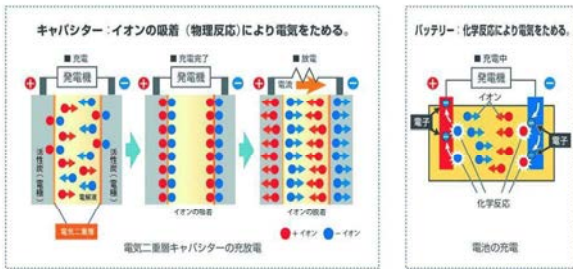 キャパシター：イオンの吸着（物理反応）により電気をためる。
■充電
発電機
■充電完了
発電機
■放電
電流
活性炭（電極）
電解液
活性炭（電極）
電気二重層
イオンの吸着
イオンの脱着
＋イオン
－イオン
電気二重層キャパシターの充放電
バッテリー：化学反応により電気をためる。
■充電中
発電機
イオン
電子
電子
化学反応
電池の充電